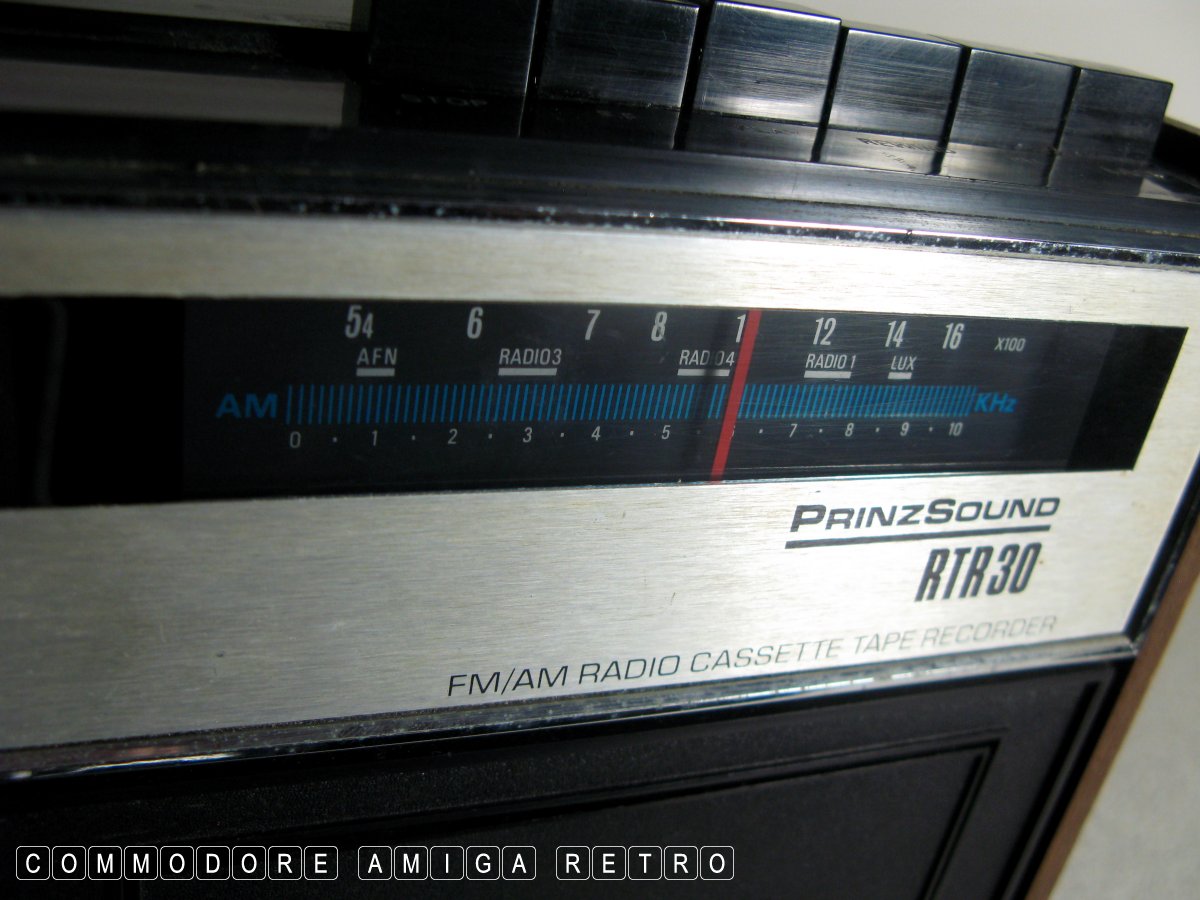 STOP
54 6 7 8 1 12 14 16 X100
AFN RADIO3 RADIO4 RADIO1 LUX
AM KHz
0 · 1 · 2 · 3 · 4 · 5 · · 7 · 8 · 9 · 10
PRINZSOUND
RTR30
FM/AM RADIO CASSETTE TAPE RECORDER
COMMODORE AMIGA RETRO